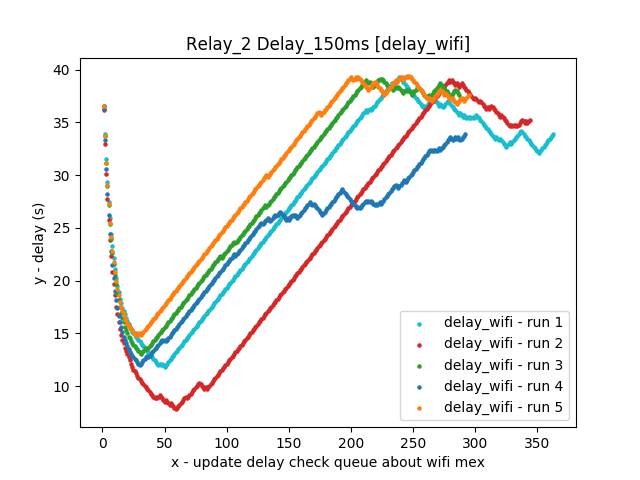 Relay_2 Delay_150ms [delay_wifi]
40
35
30
25
20
15
10
y - delay (s)
0
50
100
150
200
250
300
350
x - update delay check queue about wifi mex
delay_wifi - run 1
delay_wifi - run 2
delay_wifi - run 3
delay_wifi - run 4
delay_wifi - run 5